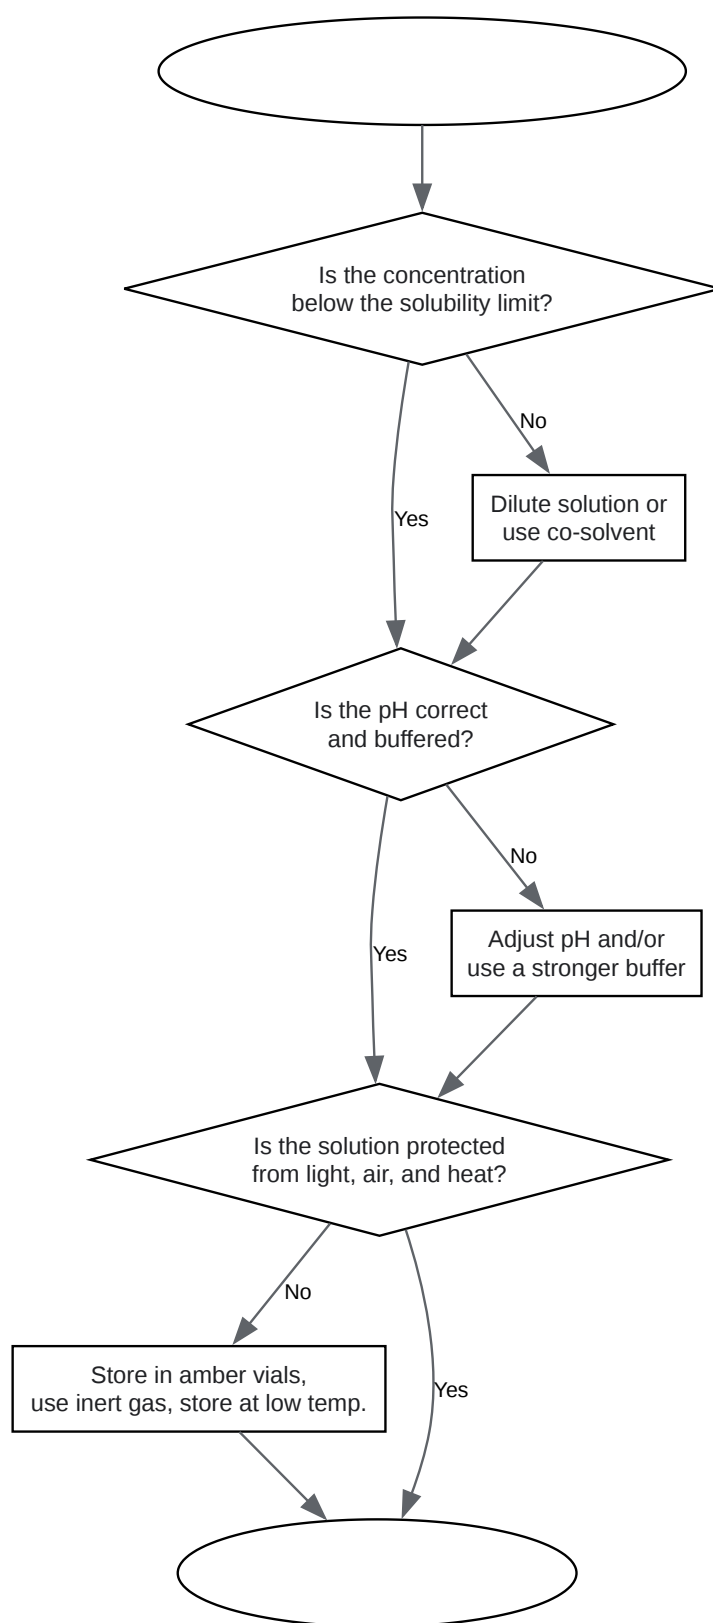 Is the concentration
below the solubility limit?
No
Dilute solution or
use co-solvent
Yes
Is the pH correct
and buffered?
No
Adjust pH and/or
use a stronger buffer
Yes
Is the solution protected
from light, air, and heat?
No
Store in amber vials,
use inert gas, store at low temp.
Yes